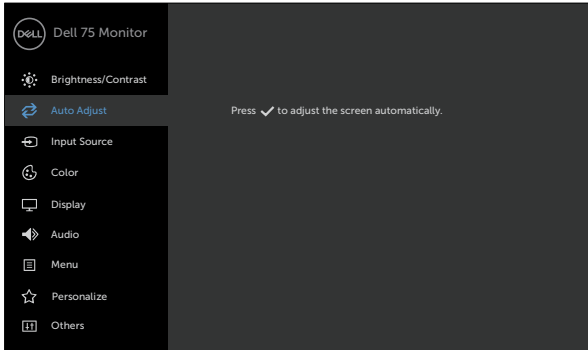 DELL
Dell 75 Monitor
Brightness/Contrast
Auto Adjust
Press ✓ to adjust the screen automatically.
Input Source
Color
Display
Audio
Menu
Personalize
Others